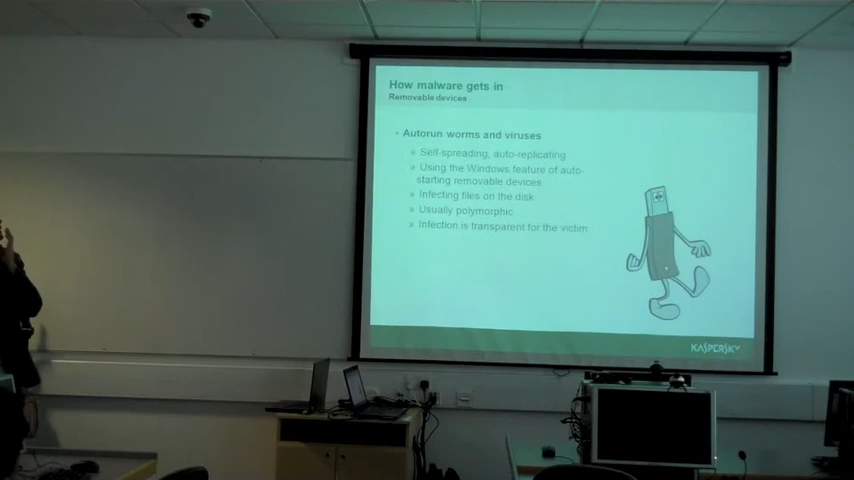 How malware gets in
Removable devices
• Autorun worms and viruses
» Self-spreading, auto-replicating
» Using the Windows feature of auto-
starting removable devices
» Infecting files on the disk
» Usually polymorphic
» Infection is transparent for the victim
KASPERSKY